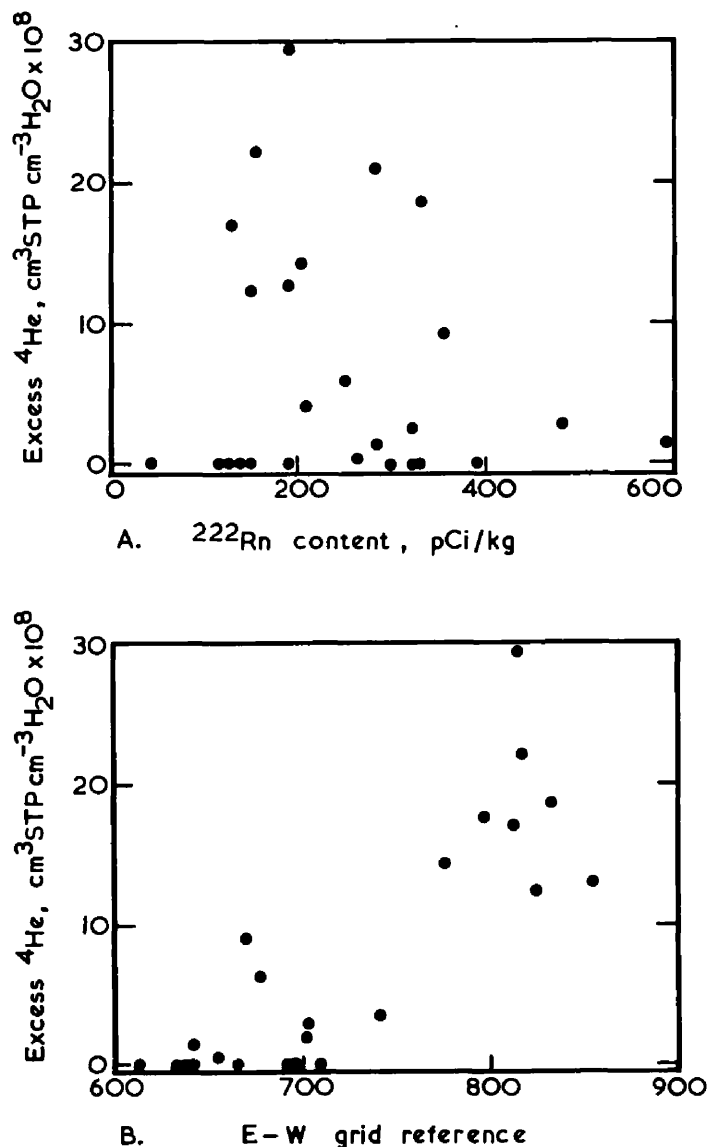 Excess ⁴He, cm³STP cm⁻³H₂O×10⁸
30
20
10
0
0 200 400 600
A. ²²²Rn content, pCi/kg
Excess ⁴He, cm³STP cm⁻³H₂O×10⁸
30
20
10
0
600 700 800 900
B. E-W grid reference